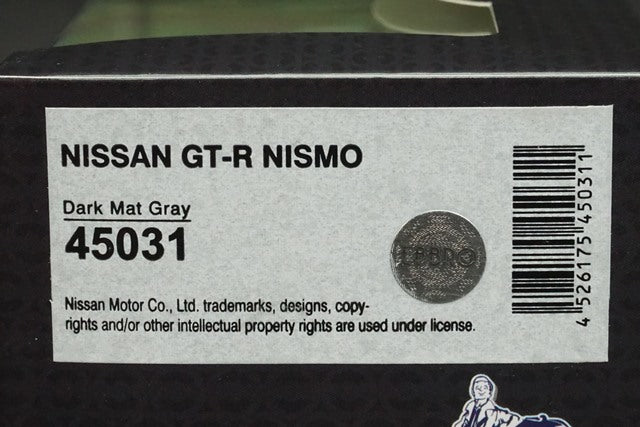 NISSAN GT-R NISMO
Dark Mat Gray
45031
EBBRO
Nissan Motor Co., Ltd. trademarks, designs, copy-
rights and/or other intellectual property rights are used under license.
4 526175 450311